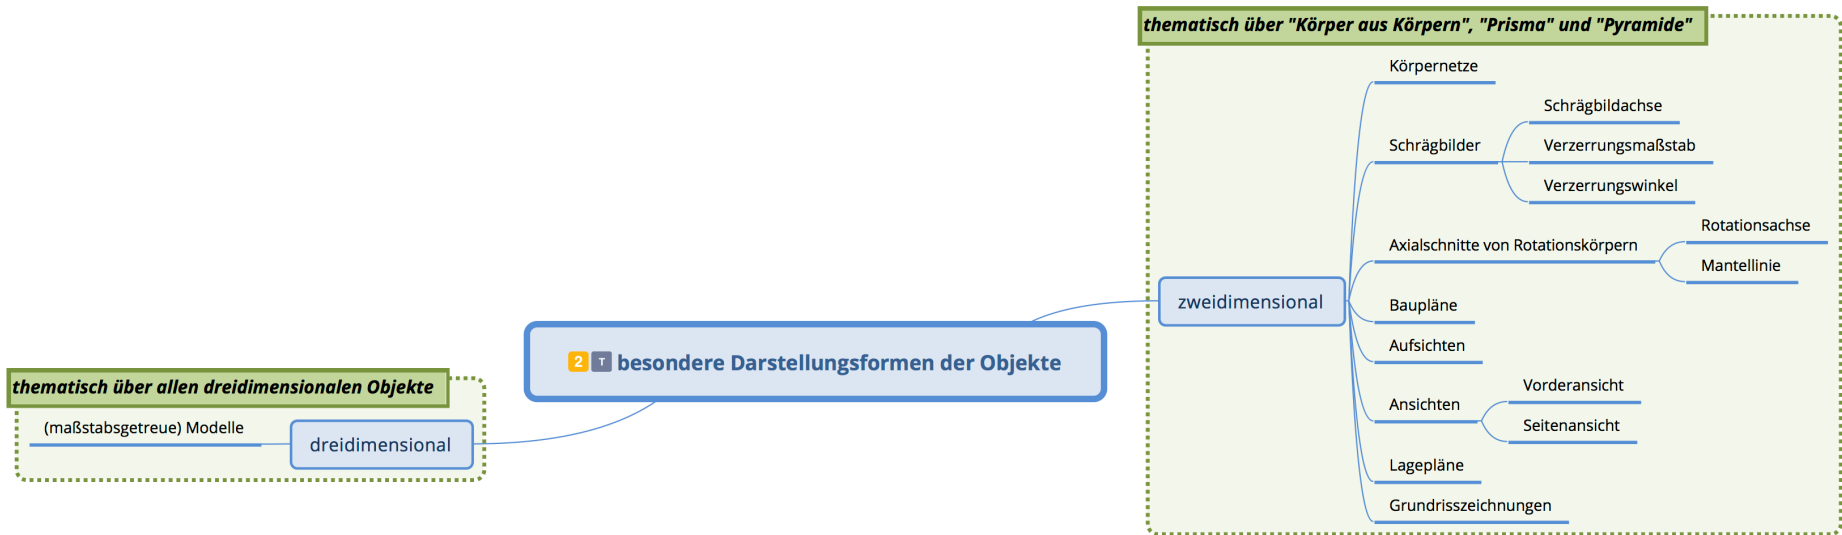 thematisch über "Körper aus Körpern", "Prisma" und "Pyramide"
Körpernetze
Schrägbildachse
Schrägbilder
Verzerrungsmaßstab
Verzerrungswinkel
Rotationsachse
Axialschnitte von Rotationskörpern
Mantellinie
zweidimensional
Baupläne
Aufsichten
Vorderansicht
Ansichten
Seitenansicht
Lagepläne
Grundrisszeichnungen
2 T besondere Darstellungsformen der Objekte
thematisch über allen dreidimensionalen Objekte
(maßstabsgetreue) Modelle
dreidimensional